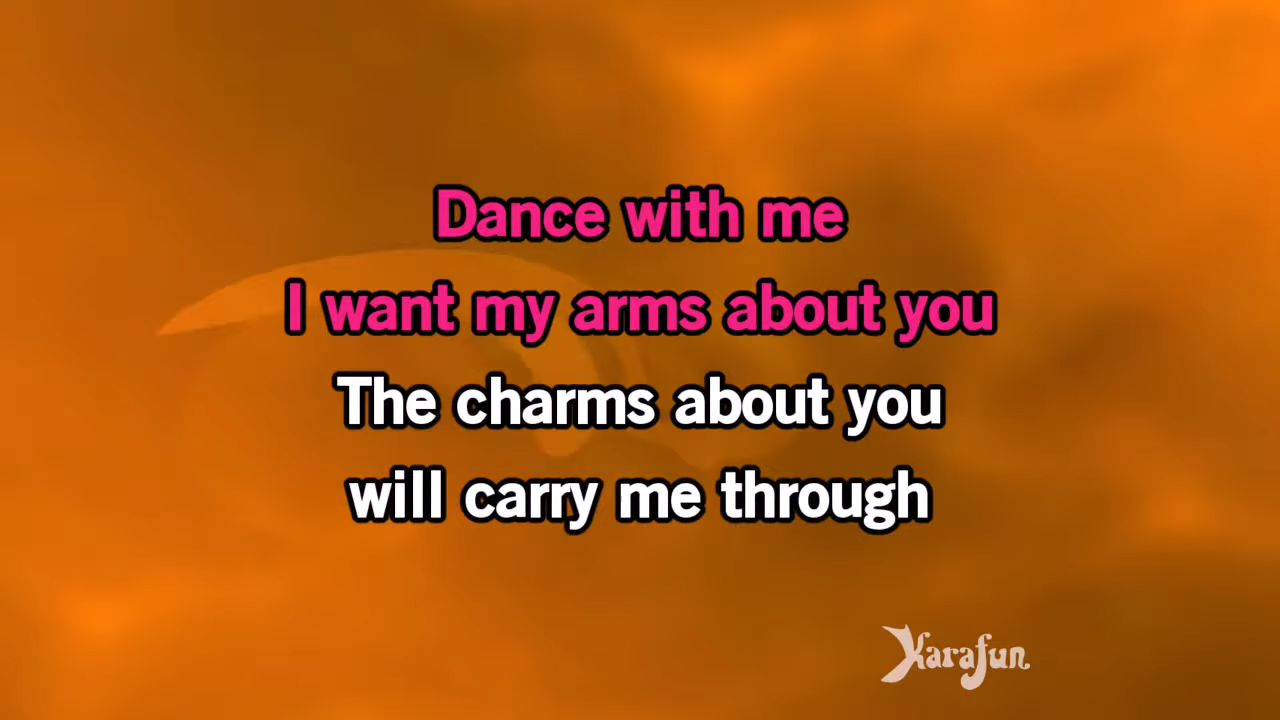 Dance with me
I want my arms about you
The charms about you
will carry me through
Karafun